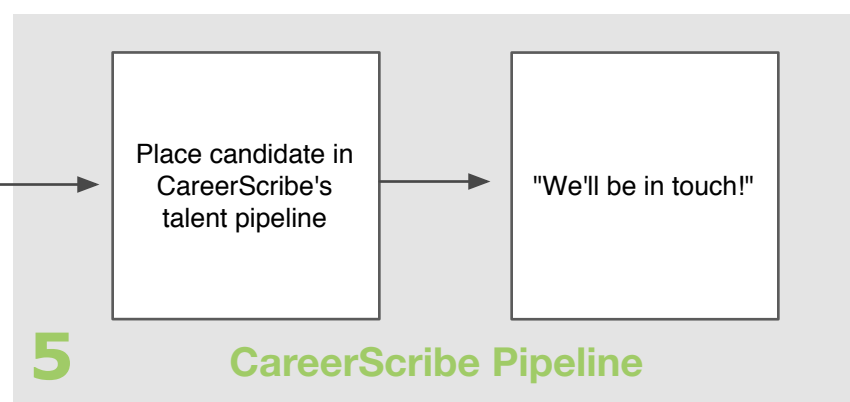 Place candidate in
CareerScribe's
talent pipeline
"We'll be in touch!"
5
CareerScribe Pipeline